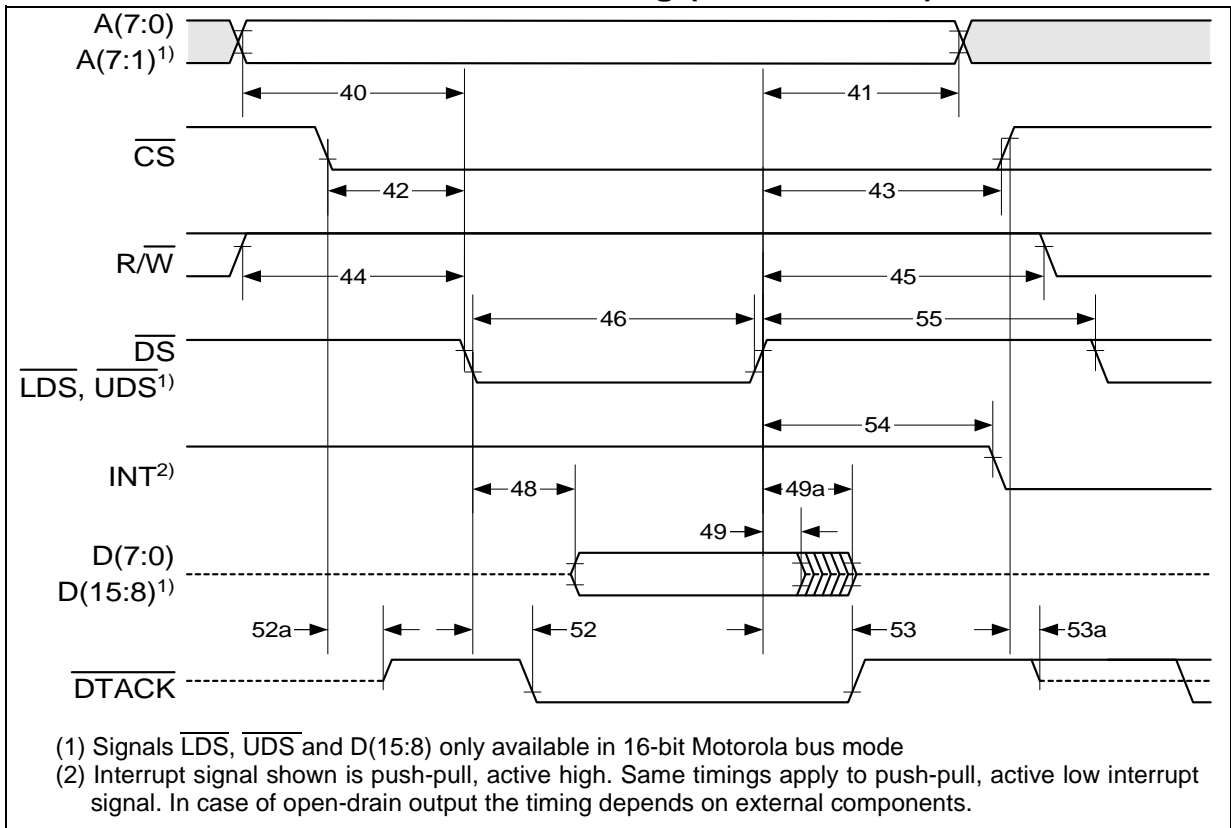 A(7:0)
A(7:1)1)
40
41
CS
42
43
R/W
44
45
46
55
DS
LDS, UDS1)
54
INT2)
48
49a
49
D(7:0)
D(15:8)1)
52a
52
53
53a
DTACK
(1) Signals LDS, UDS and D(15:8) only available in 16-bit Motorola bus mode
(2) Interrupt signal shown is push-pull, active high. Same timings apply to push-pull, active low interrupt
signal. In case of open-drain output the timing depends on external components.